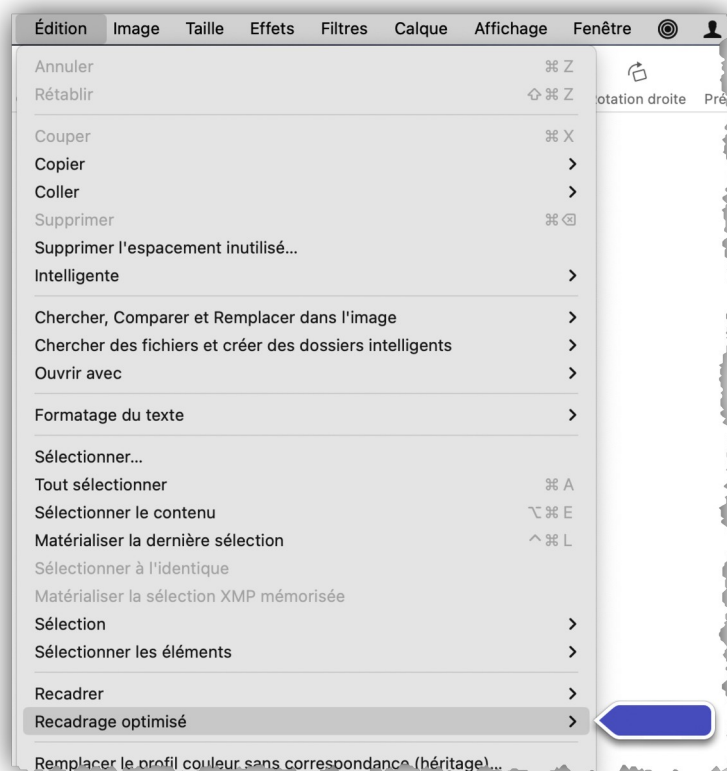 Édition Image Taille Effets Filtres Calque Affichage Fenêtre
Annuler ⌘ Z
Rétablir ⇧ ⌘ Z
otation droite Pré
Couper ⌘ X
Copier
Coller
Supprimer ⌘ ⌫
Supprimer l'espacement inutilisé...
Intelligente
Chercher, Comparer et Remplacer dans l'image
Chercher des fichiers et créer des dossiers intelligents
Ouvrir avec
Formatage du texte
Sélectionner...
Tout sélectionner ⌘ A
Sélectionner le contenu ⌥ ⌘ E
Matérialiser la dernière sélection ^ ⌘ L
Sélectionner à l'identique
Matérialiser la sélection XMP mémorisée
Sélection
Sélectionner les éléments
Recadrer
Recadrage optimisé
Remplacer le profil couleur sans correspondance (héritage)...